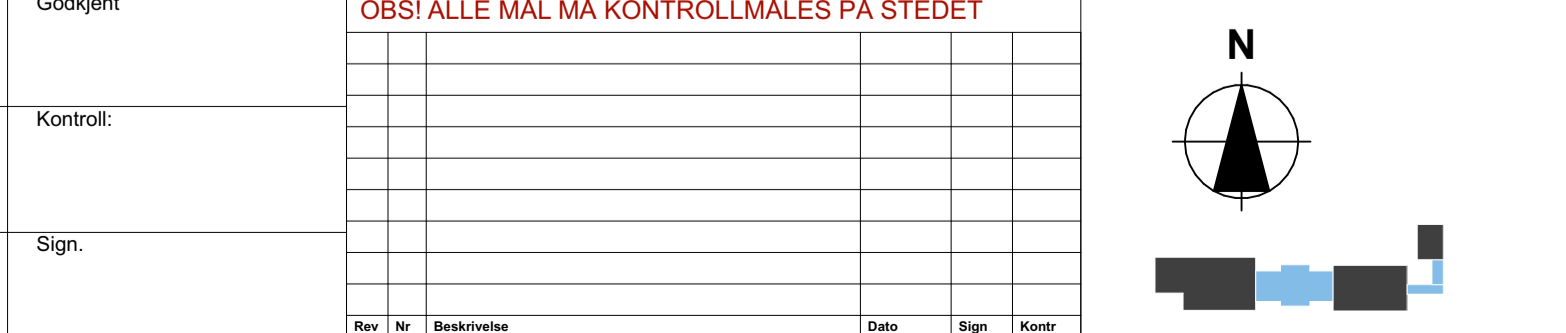 Godkjent
OBS! ALLE MÅL MÅ KONTROLLMÅLES PÅ STEDET
N
Kontroll:
Sign.
Rev Nr Beskrivelse Dato Sign Kontr